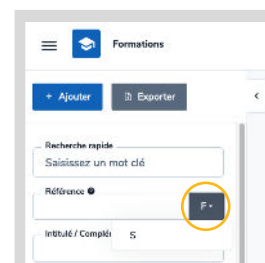 Formations
+ Ajouter
Exporter
Recherche rapide
Saisissez un mot clé
Référence
F
Intitulé / Complé
S